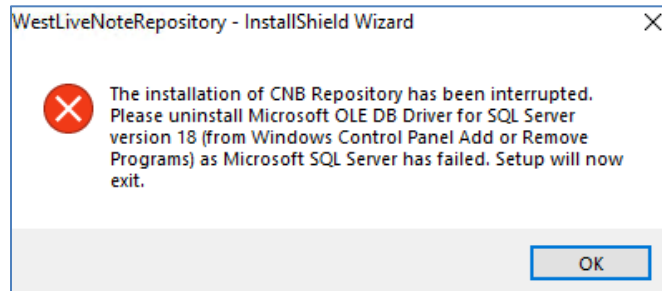 WestLiveNoteRepository - InstallShield Wizard
The installation of CNB Repository has been interrupted.
Please uninstall Microsoft OLE DB Driver for SQL Server
version 18 (from Windows Control Panel Add or Remove
Programs) as Microsoft SQL Server has failed. Setup will now
exit.
OK